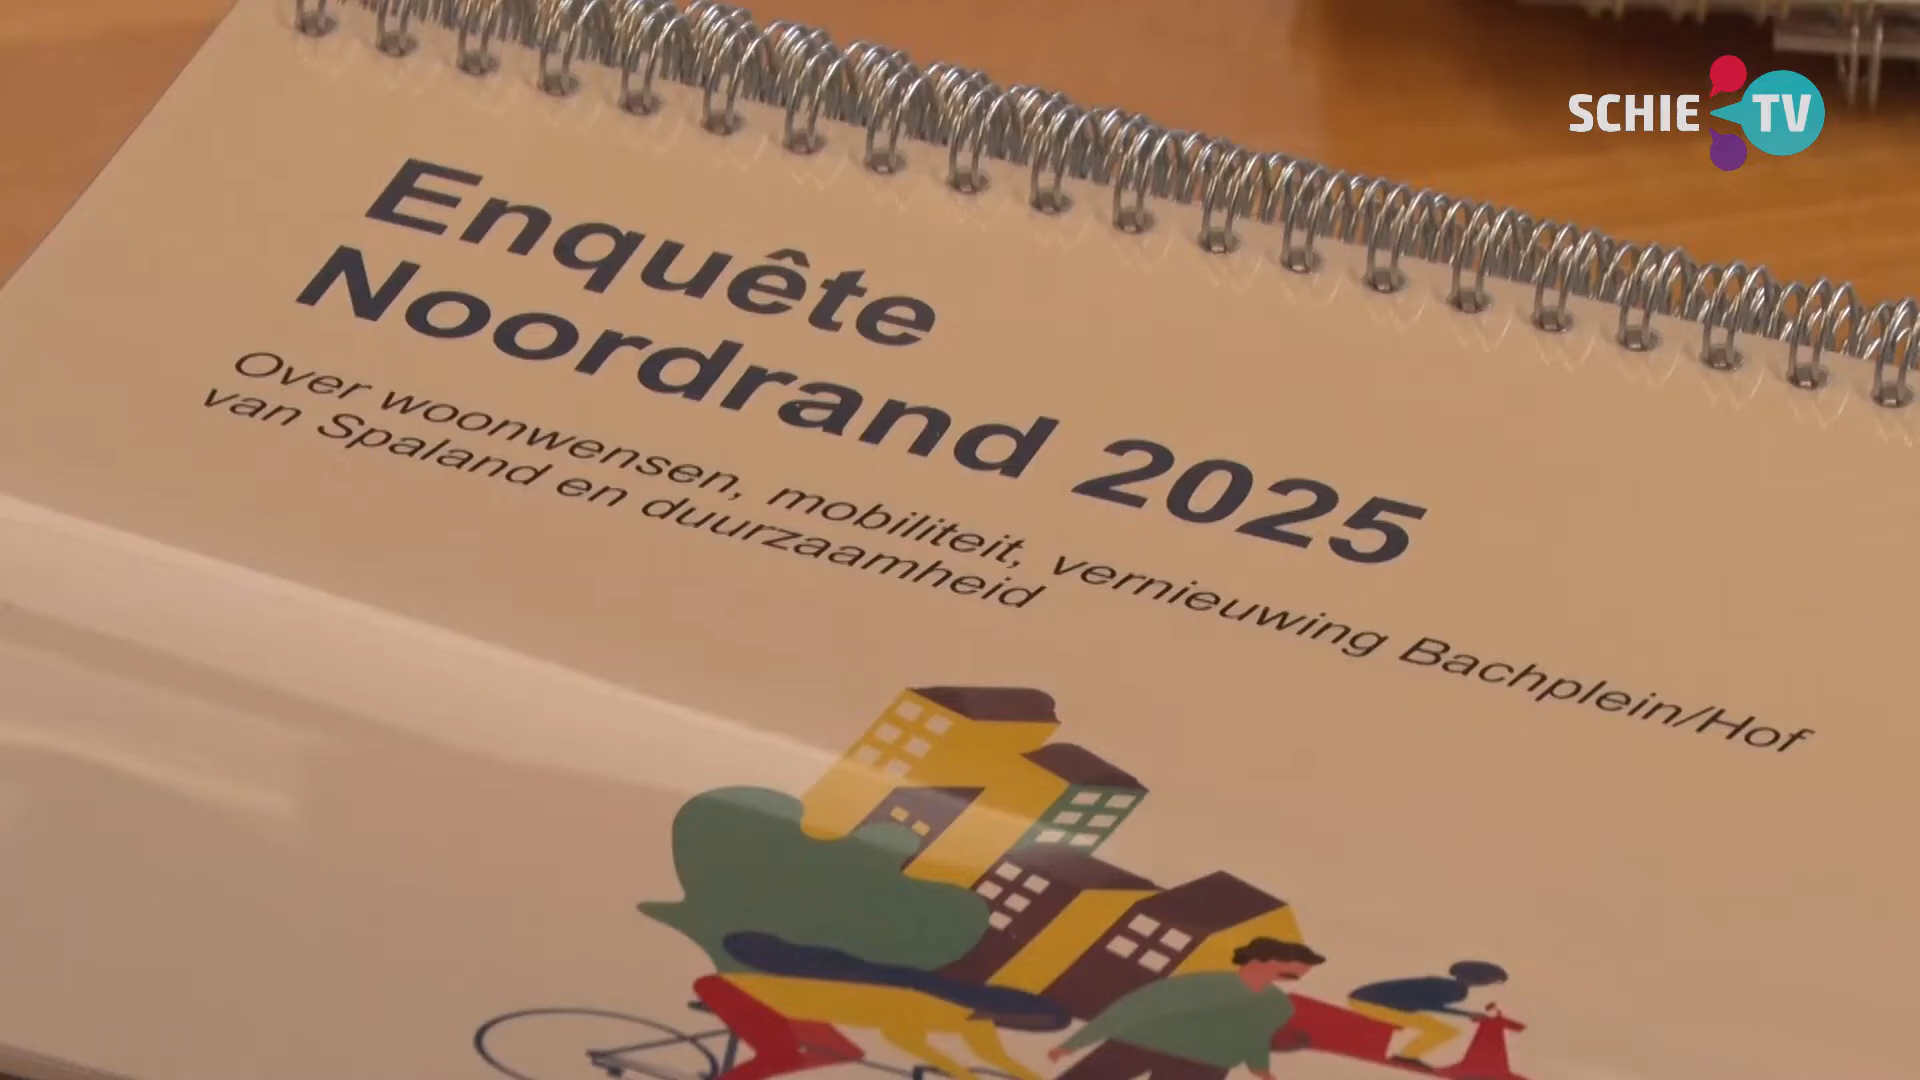 SCHIE TV
Enquête
Noordrand 2025
Over woonwensen, mobiliteit, vernieuwing Bachplein/Hof
van Spaland en duurzaamheid